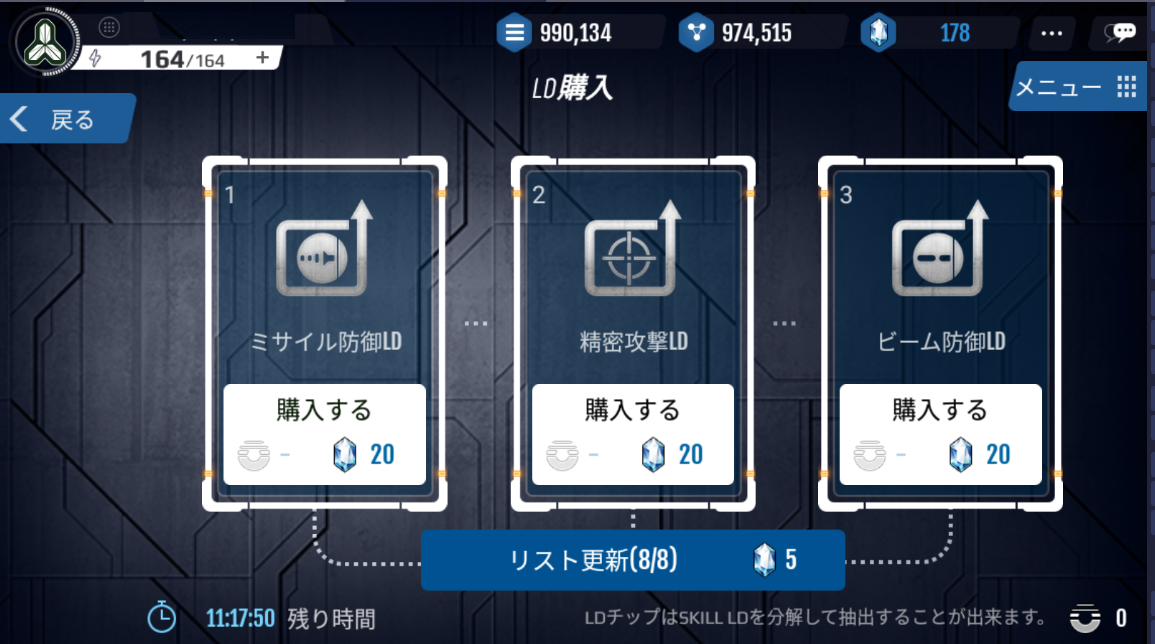 164/164 +
990,134
974,515
178
LD購入
メニュー
戻る
1
ミサイル防御LD
購入する
- 20
2
精密攻撃LD
購入する
- 20
3
ビーム防御LD
購入する
- 20
リスト更新(8/8) 5
11:17:50 残り時間
LDチップはSKILL LDを分解して抽出することが出来ます。 0